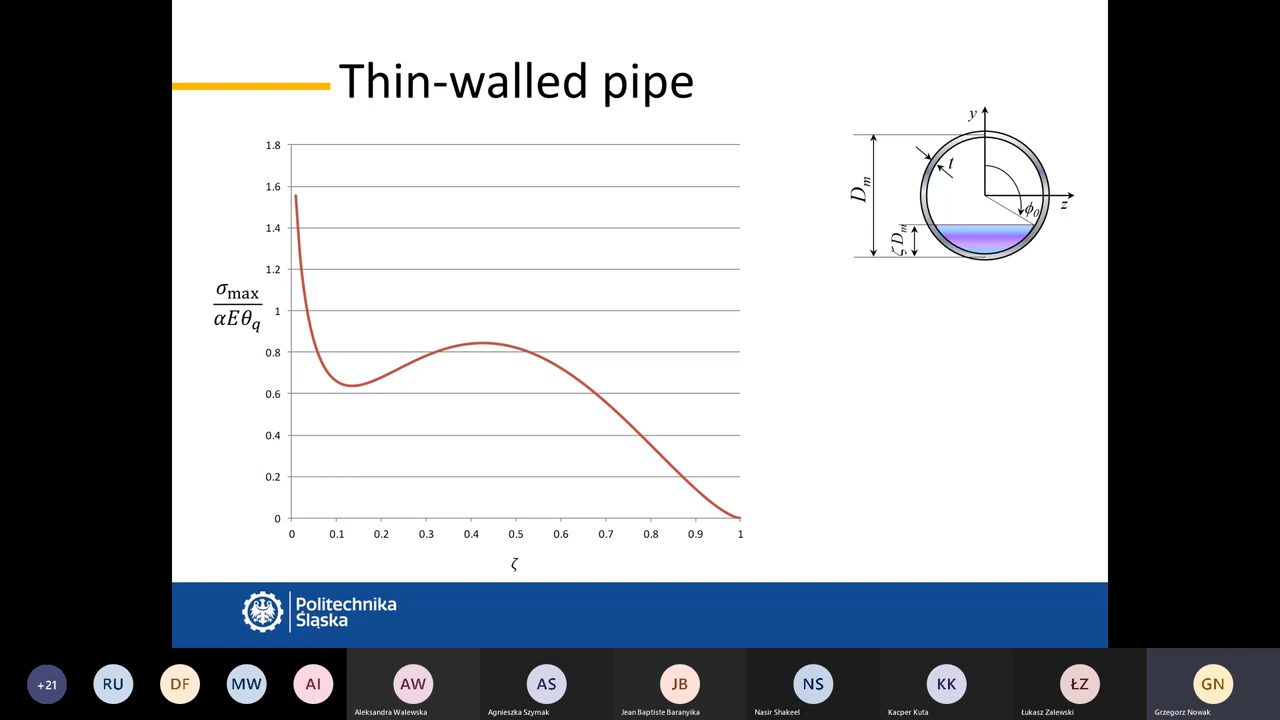 Thin-walled pipe
1.8
1.6
1.4
1.2
1
0.8
0.6
0.4
0.2
0
σmax
αEθq
0 0.1 0.2 0.3 0.4 0.5 0.6 0.7 0.8 0.9 1
ζ
y
t
Dm
ϕ0
z
ζ Dm
Politechnika
Śląska
+21 RU DF MW AI AW AS JB NS KK ŁZ GN
Aleksandra Walewska Agnieszka Szymak Jean Baptiste Baranyika Nasir Shakeel Kacper Kuta Łukasz Zalewski Grzegorz Nowak